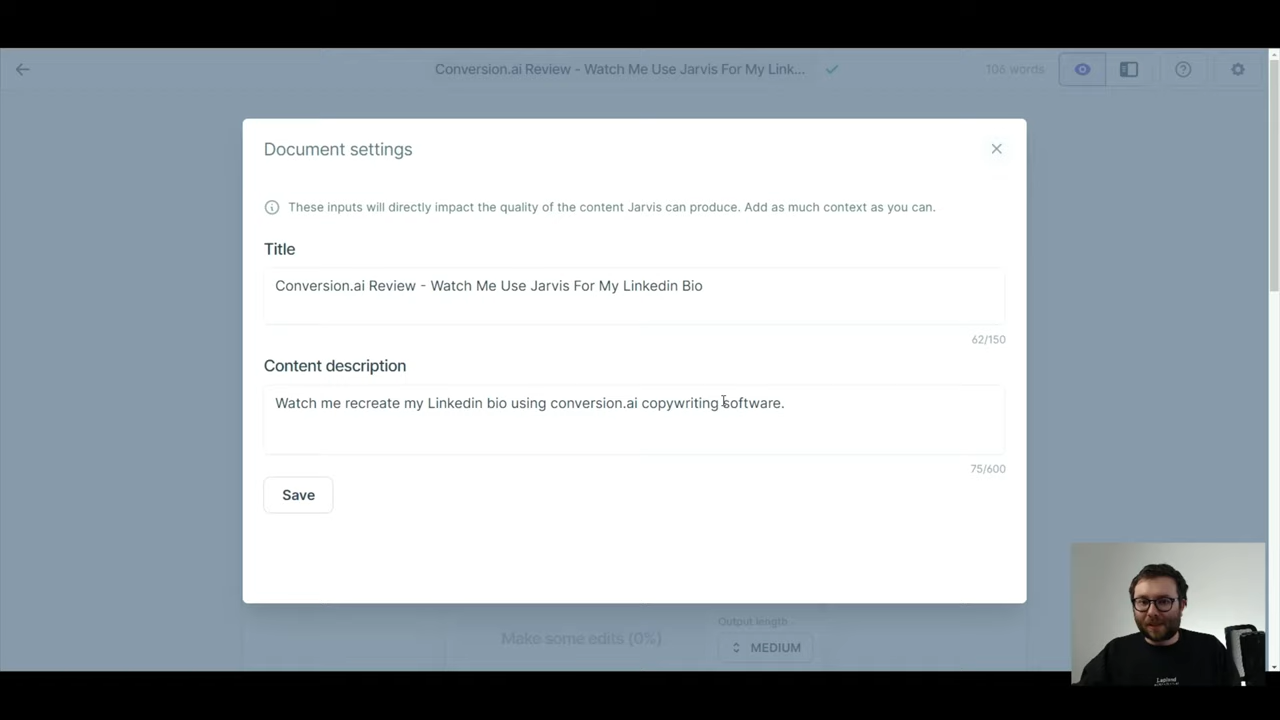 Conversion.ai Review - Watch Me Use Jarvis For My Link...
106 words
Document settings
These inputs will directly impact the quality of the content Jarvis can produce. Add as much context as you can.
Title
Conversion.ai Review - Watch Me Use Jarvis For My Linkedin Bio
62/150
Content description
Watch me recreate my Linkedin bio using conversion.ai copywriting software.
75/600
Save
Output length
Make some edits (0%)
MEDIUM